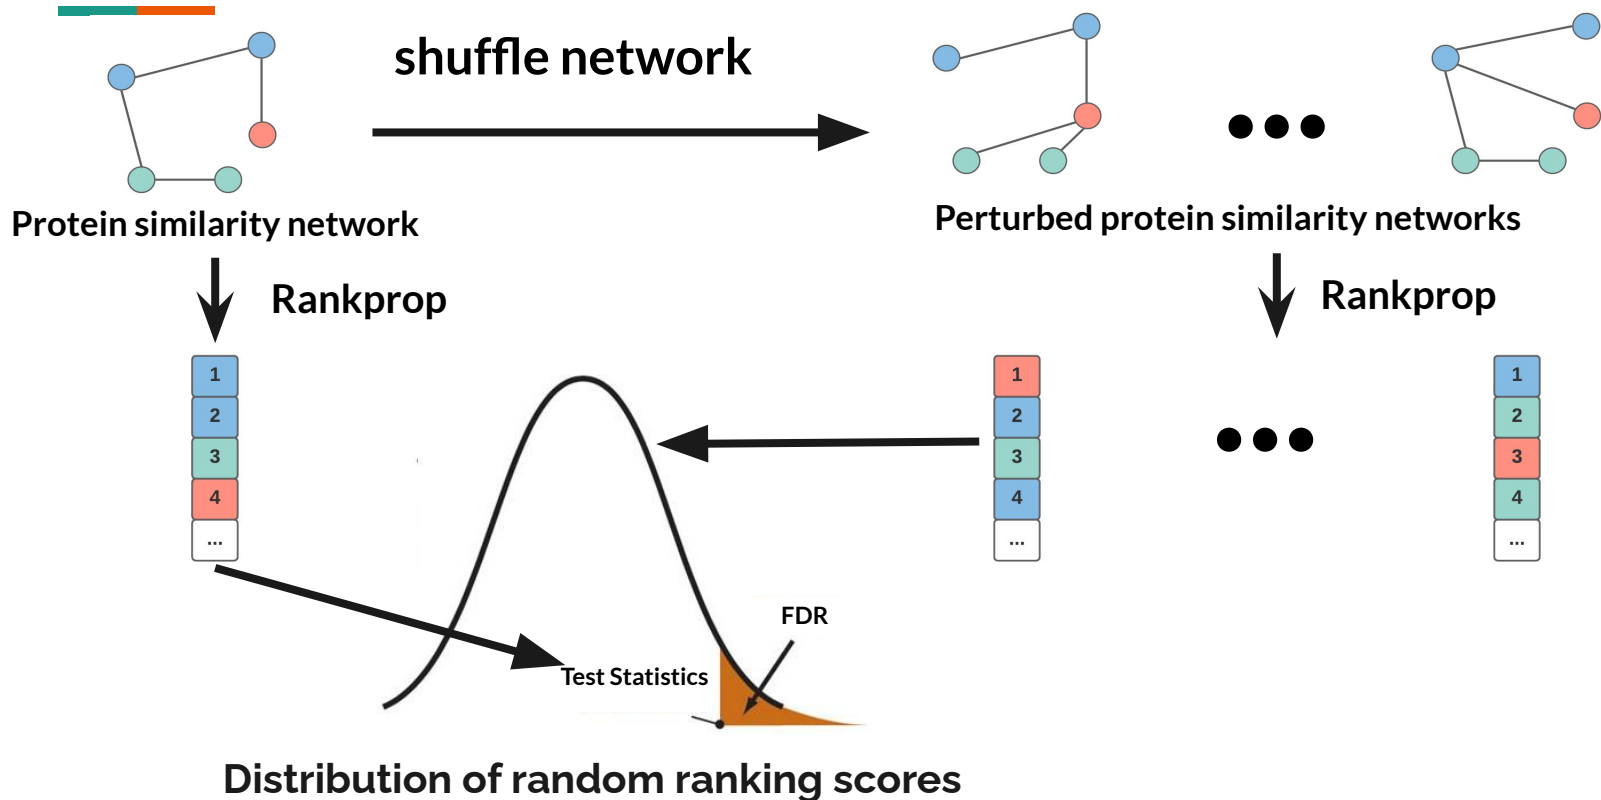 shuffle network
Protein similarity network
Perturbed protein similarity networks
Rankprop
Rankprop
1
2
3
4
...
1
2
3
4
...
1
2
3
4
...
FDR
Test Statistics
Distribution of random ranking scores